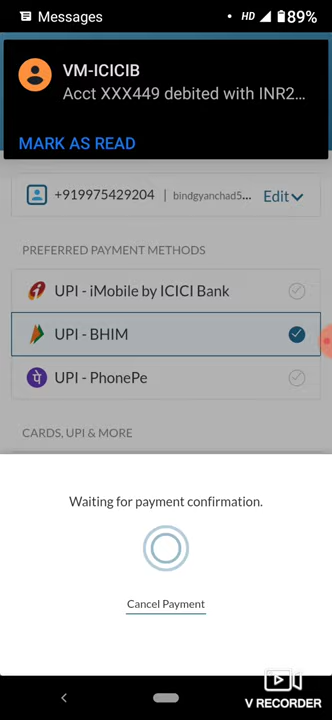 Messages
HD
89%
VM-ICICIB
Acct XXX449 debited with INR2...
MARK AS READ
+919975429204 | bindgyanchad5... Edit
PREFERRED PAYMENT METHODS
UPI - iMobile by ICICI Bank
UPI - BHIM
UPI - PhonePe
CARDS, UPI & MORE
Waiting for payment confirmation.
Cancel Payment
V RECORDER